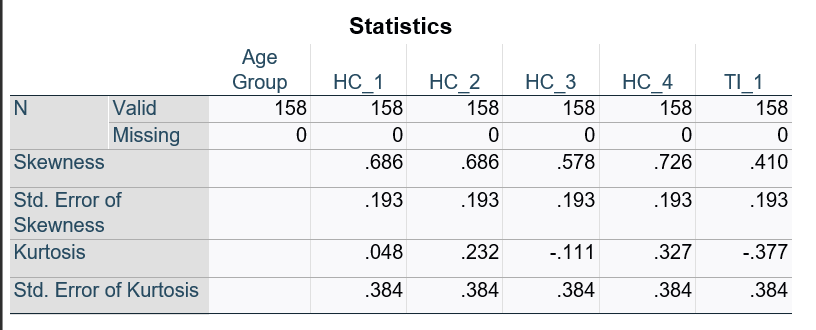 Statistics
Age Group HC_1 HC_2 HC_3 HC_4 TI_1
N Valid 158 158 158 158 158 158
Missing 0 0 0 0 0 0
Skewness .686 .686 .578 .726 .410
Std. Error of Skewness .193 .193 .193 .193 .193
Kurtosis .048 .232 -.111 .327 -.377
Std. Error of Kurtosis .384 .384 .384 .384 .384